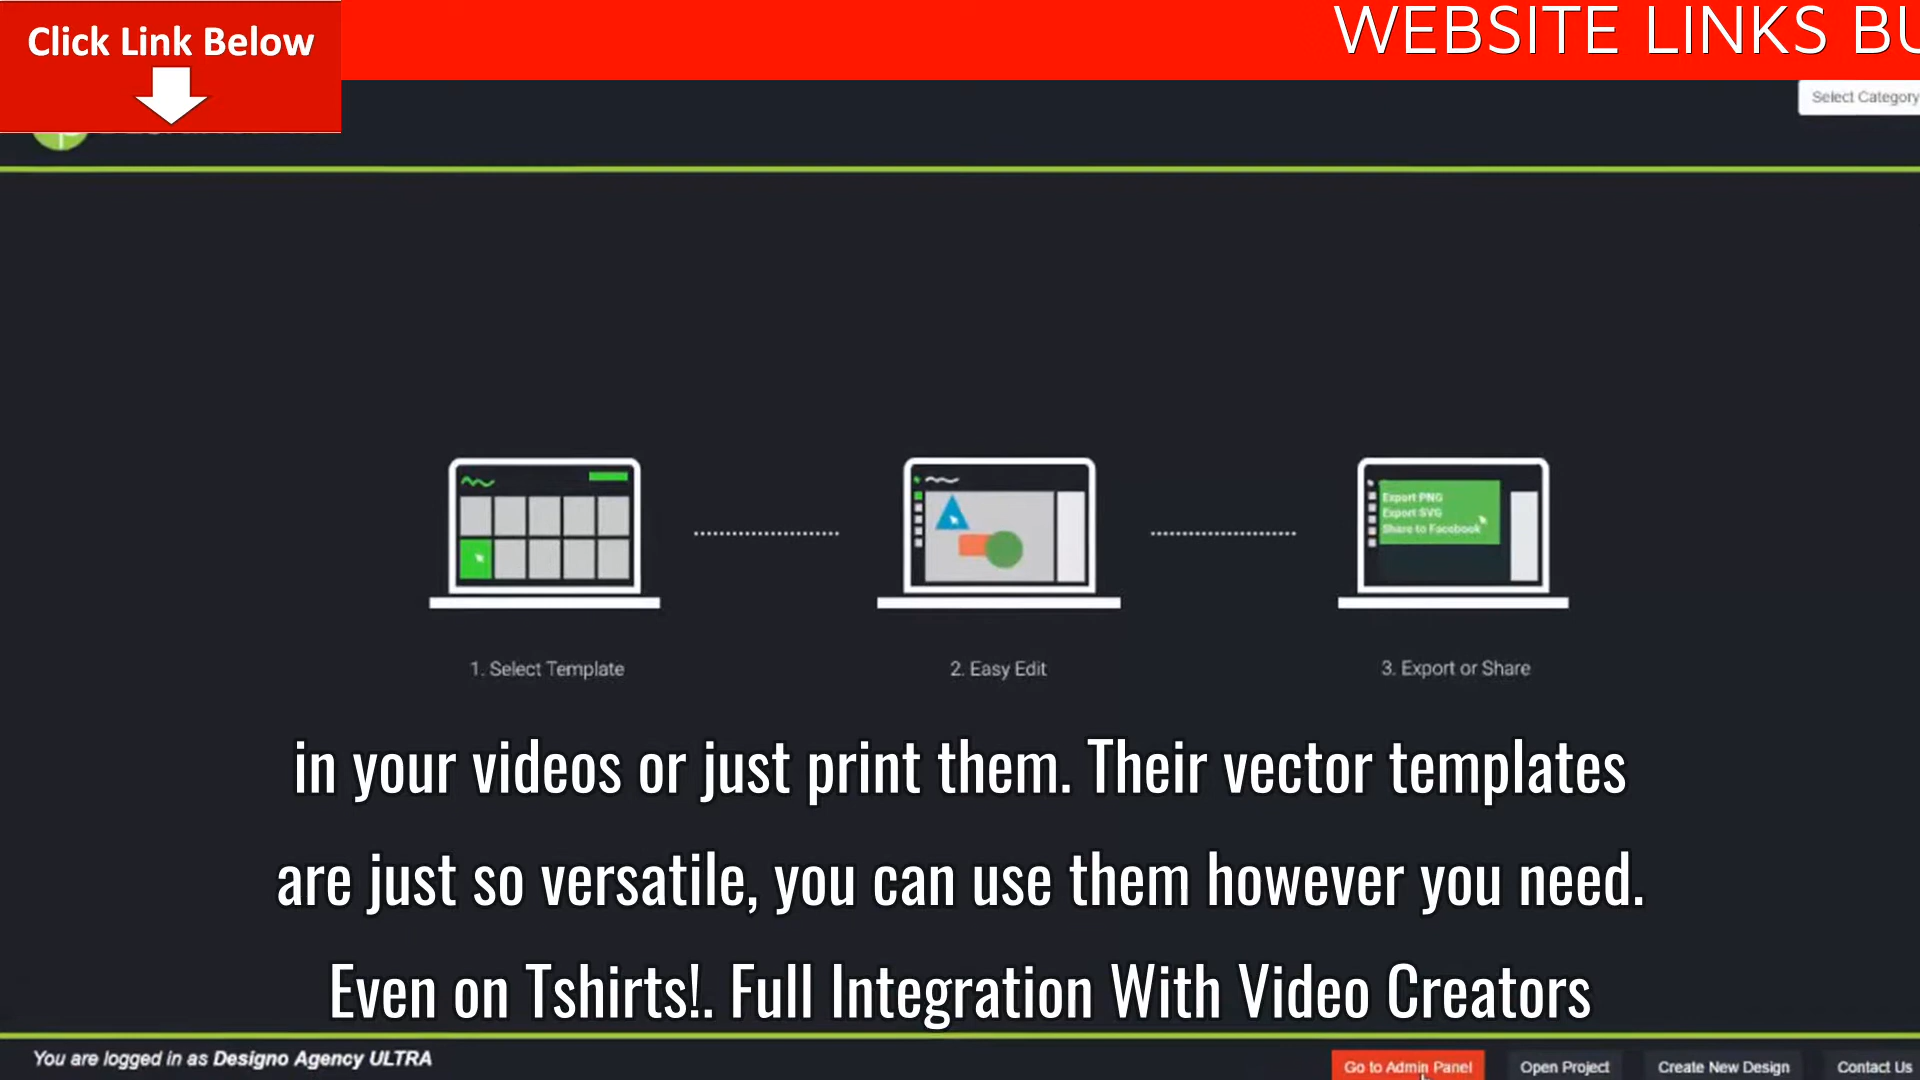 Click Link Below
WEBSITE LINKS
Select Category
Export PNG
Export SVG
Share to Facebook
1. Select Template
2. Easy Edit
3. Export or Share
in your videos or just print them. Their vector templates
are just so versatile, you can use them however you need.
Even on Tshirts!. Full Integration With Video Creators
You are logged in as Designo Agency ULTRA
Go to Admin Panel
Open Project
Create New Design
Contact Us